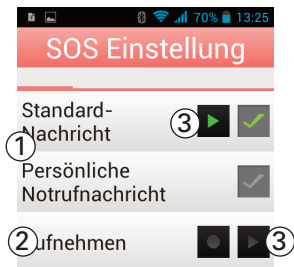 70% 13:25
SOS Einstellung
Standard-
Nachricht
3
1
Persönliche
Notrufnachricht
2 ufnehmen 3